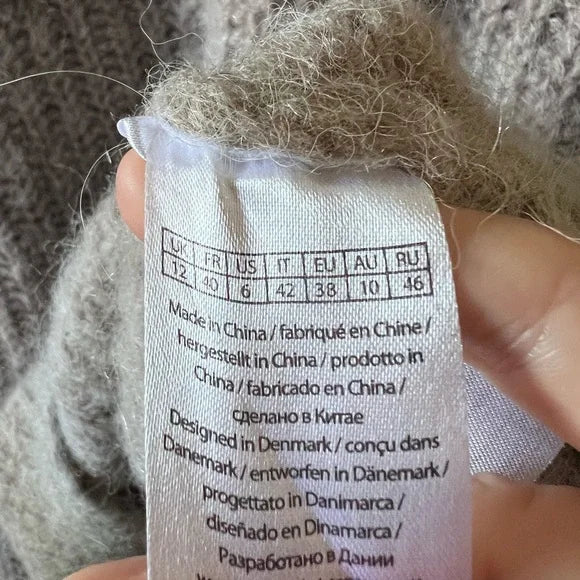 UK FR US IT EU AU RU
12 40 6 42 38 10 46
Made in China / fabriqué en Chine /
hergestellt in China / prodotto in
China / fabricado en China /
сделано в Китае
Designed in Denmark / conçu dans
Danemark / entworfen in Dänemark /
progettato in Danimarca /
diseñado en Dinamarca /
Разработано в Дании